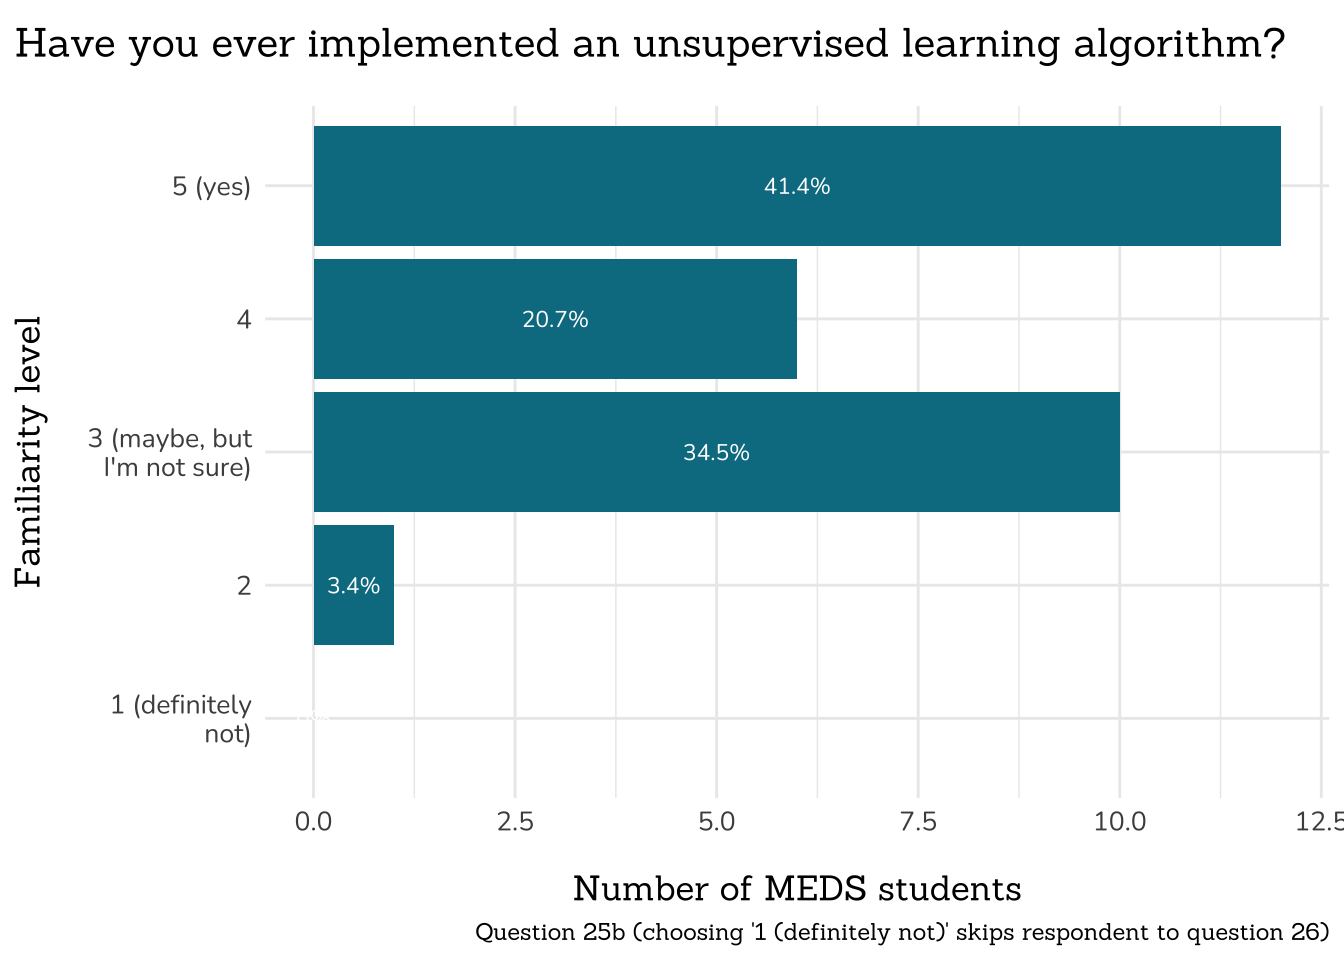 Have you ever implemented an unsupervised learning algorithm?
5 (yes)
41.4%
4
20.7%
3 (maybe, but
I'm not sure)
34.5%
2
3.4%
1 (definitely
not)
0.0
2.5
5.0
7.5
10.0
12.5
Familiarity level
Number of MEDS students
Question 25b (choosing '1 (definitely not)' skips respondent to question 26)